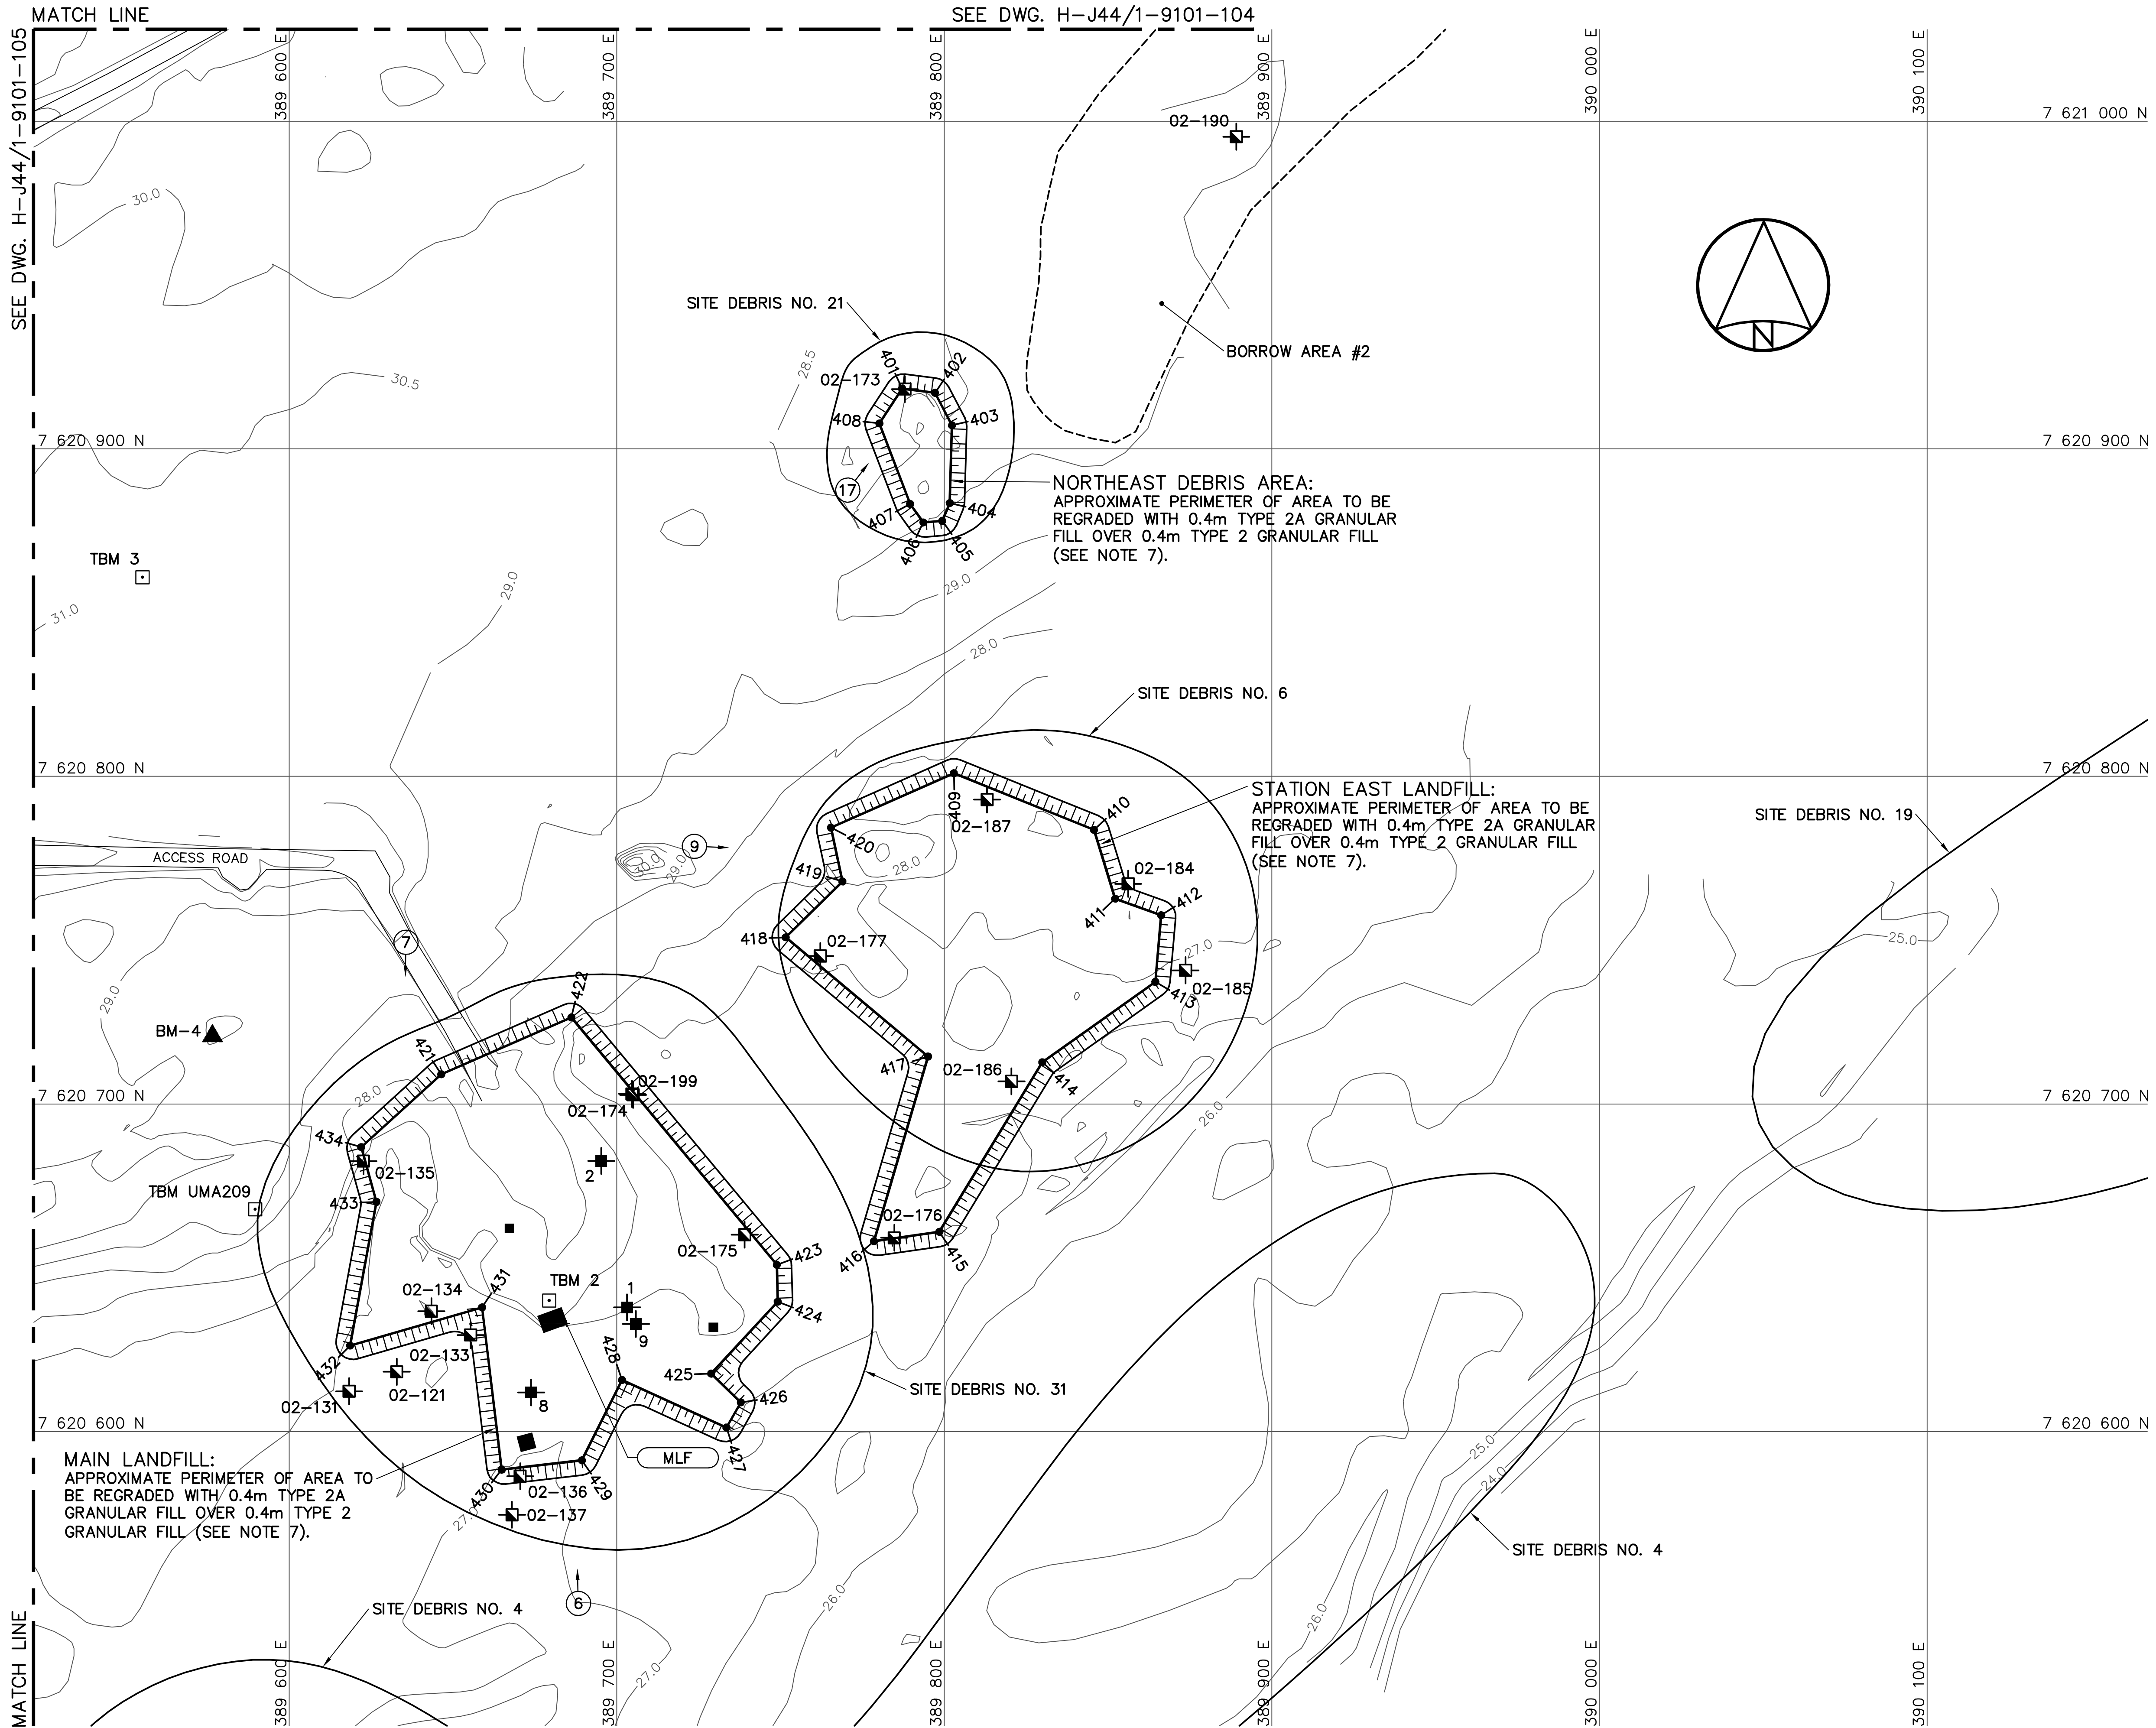 MATCH LINE
SEE DWG. H-J44/1-9101-104
SEE DWG. H-J44/1-9101-105
389 600 E
389 700 E
389 800 E
389 900 E
390 000 E
390 100 E
02-190
7 621 000 N
30.0
N
SITE DEBRIS NO. 21
BORROW AREA #2
28.5
30.5
401
402
02-173
408
403
7 620 900 N
7 620 900 N
17
NORTHEAST DEBRIS AREA:
APPROXIMATE PERIMETER OF AREA TO BE
REGRADED WITH 0.4m TYPE 2A GRANULAR
FILL OVER 0.4m TYPE 2 GRANULAR FILL
(SEE NOTE 7).
407
404
406
405
TBM 3
29.0
29.0
31.0
28.0
SITE DEBRIS NO. 6
7 620 800 N
7 620 800 N
STATION EAST LANDFILL:
APPROXIMATE PERIMETER OF AREA TO BE
REGRADED WITH 0.4m TYPE 2A GRANULAR
FILL OVER 0.4m TYPE 2 GRANULAR FILL
(SEE NOTE 7).
SITE DEBRIS NO. 19
409
410
02-187
420
9
ACCESS ROAD
30.0
29.0
28.0
419
02-184
411
412
418
02-177
7
27.0
25.0
02-185
413
29.0
422
BM-4
421
417
02-186
414
02-199
28.0
02-174
7 620 700 N
7 620 700 N
26.0
434
02-135
2
TBM UMA209
433
02-176
02-175
423
416
415
TBM 2
431
02-134
1
424
9
428
432
02-133
425
426
02-121
02-131
8
SITE DEBRIS NO. 31
7 620 600 N
7 620 600 N
427
MLF
25.0
24.0
MAIN LANDFILL:
APPROXIMATE PERIMETER OF AREA TO
BE REGRADED WITH 0.4m TYPE 2A
GRANULAR FILL OVER 0.4m TYPE 2
GRANULAR FILL (SEE NOTE 7).
430
429
02-136
02-137
27.0
SITE DEBRIS NO. 4
6
SITE DEBRIS NO. 4
26.0
26.0
27.0
MATCH LINE
389 600 E
389 700 E
389 800 E
389 900 E
390 000 E
390 100 E